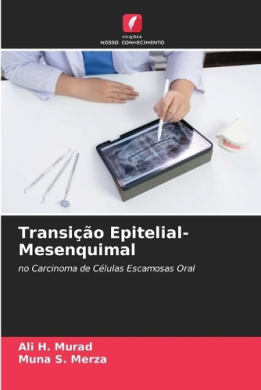 edições
NOSSO CONHECIMENTO
Transição Epitelial-
Mesenquimal
no Carcinoma de Células Escamosas Oral
Ali H. Murad
Muna S. Merza